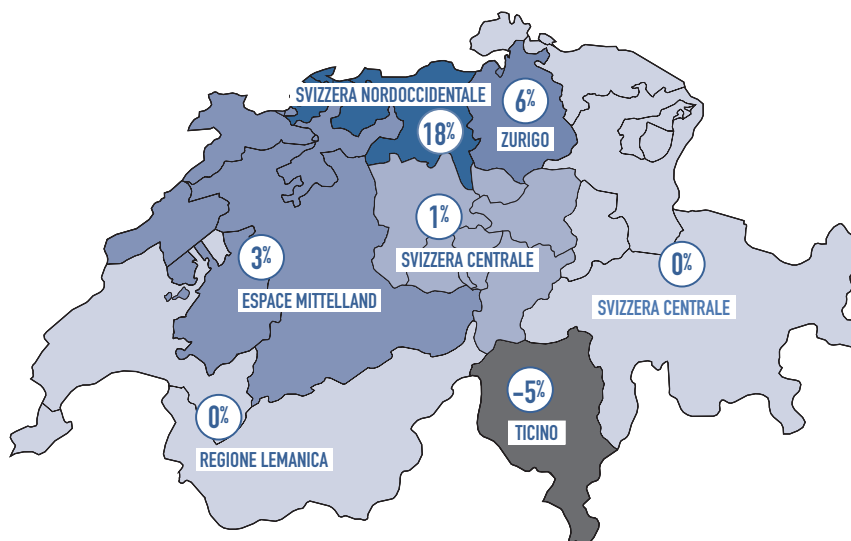 SVIZZERA NORDOCCIDENTALE
18%
6%
ZURIGO
1%
SVIZZERA CENTRALE
3%
ESPACE MITTELLAND
0%
SVIZZERA CENTRALE
0%
REGIONE LEMANICA
–5%
TICINO